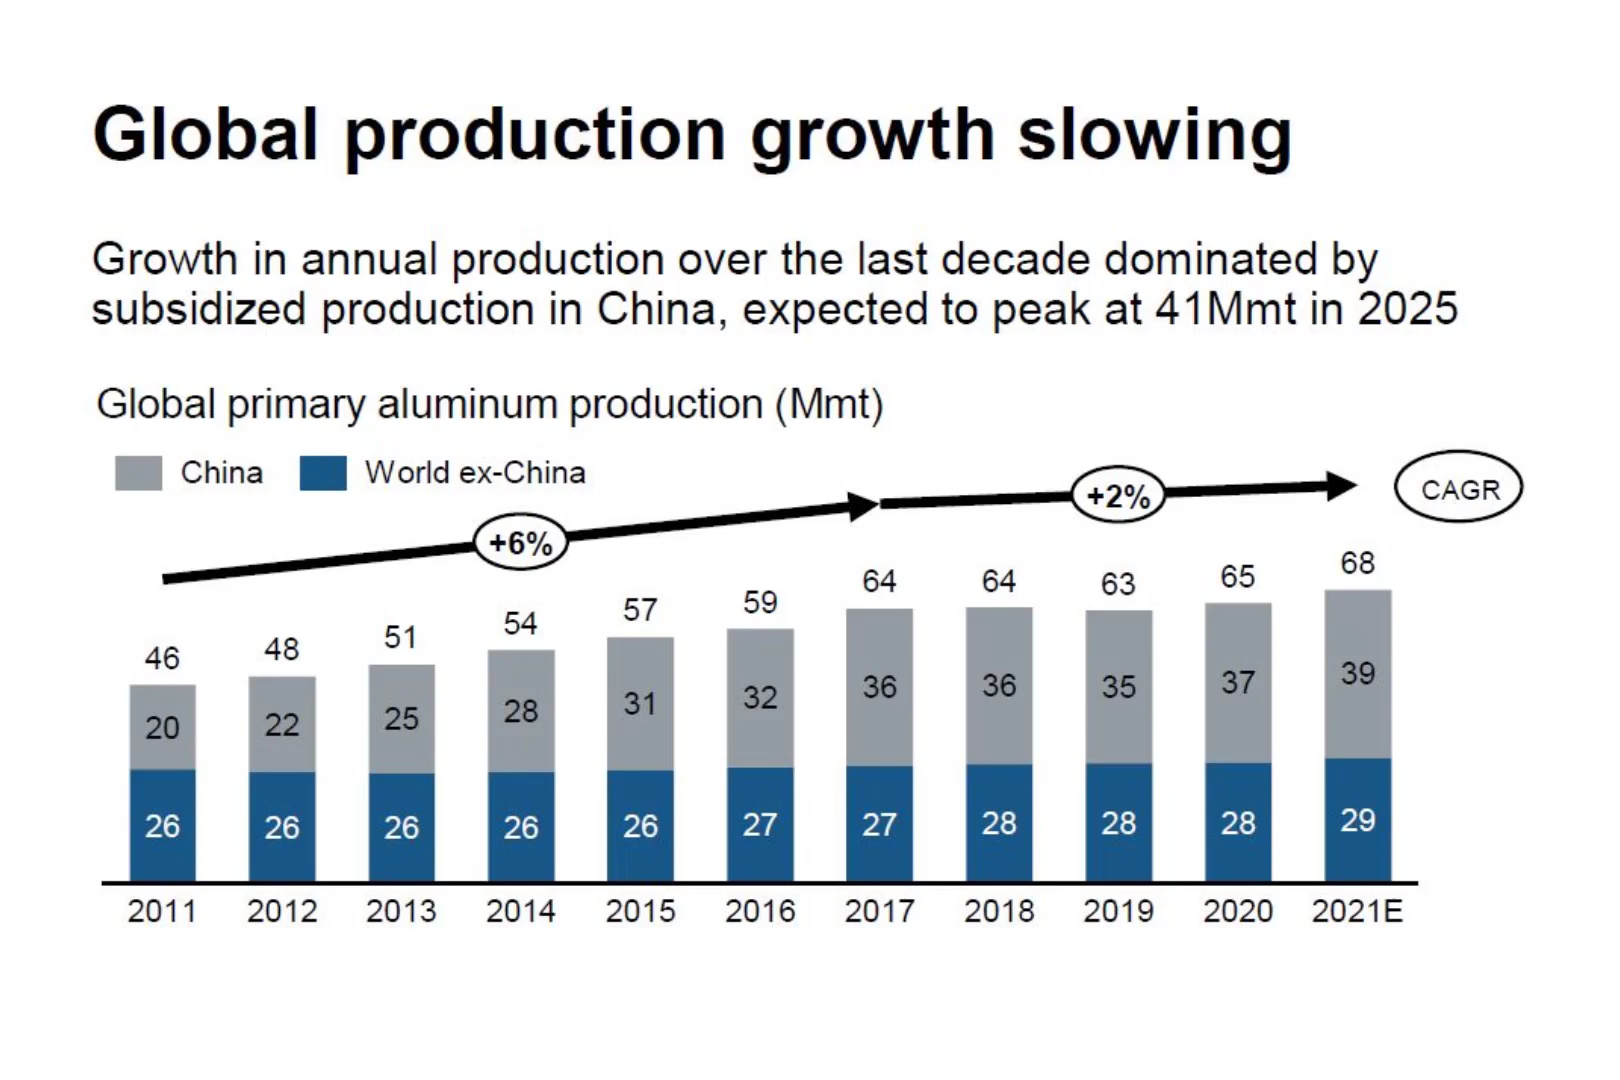 Global production growth slowing
Growth in annual production over the last decade dominated by
subsidized production in China, expected to peak at 41Mmt in 2025
Global primary aluminum production (Mmt)
China World ex-China
+6% +2% CAGR
46 48 51 54 57 59 64 64 63 65 68
20 22 25 28 31 32 36 36 35 37 39
26 26 26 26 26 27 27 28 28 28 29
2011 2012 2013 2014 2015 2016 2017 2018 2019 2020 2021E